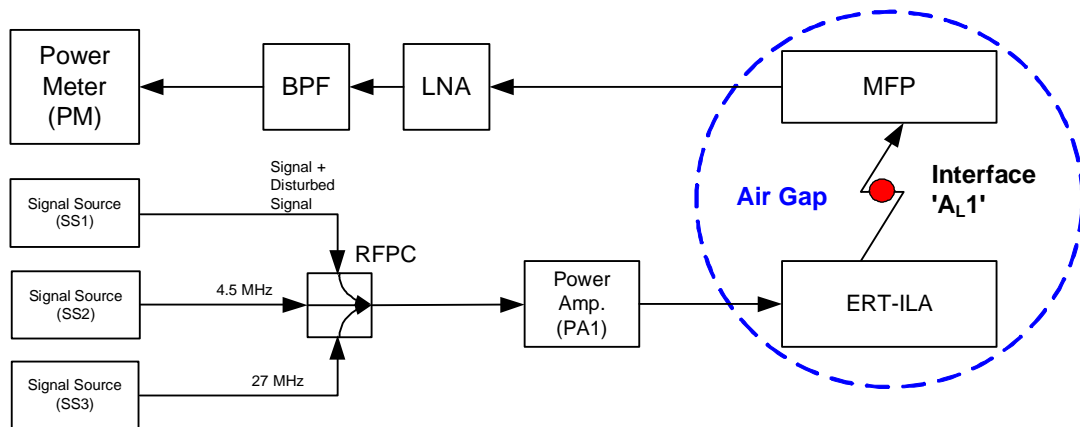 Power
Meter
(PM)
BPF
LNA
MFP
Signal Source
(SS1)
Signal +
Disturbed
Signal
RFPC
Signal Source
(SS2)
4.5 MHz
Signal Source
(SS3)
27 MHz
Power
Amp.
(PA1)
Air Gap
Interface
'AL1'
ERT-ILA